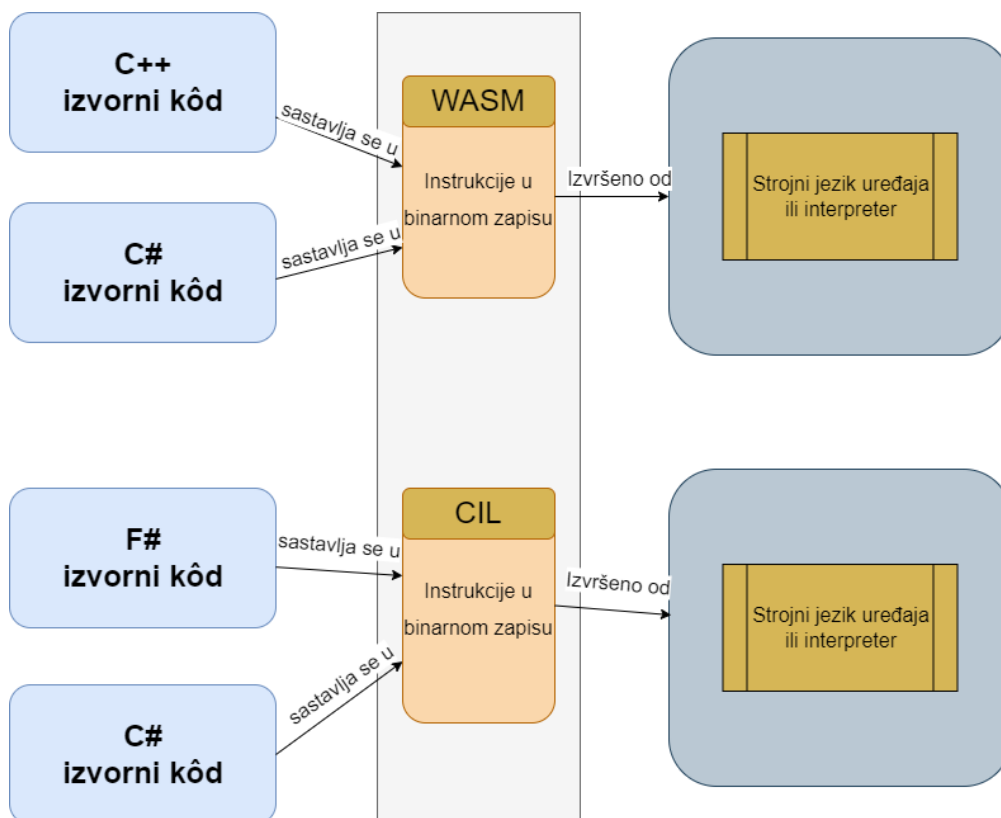 C++
izvorni kôd
sastavlja se u
WASM
Instrukcije u
binarnom zapisu
Izvršeno od
Strojni jezik uređaja
ili interpreter
C#
izvorni kôd
sastavlja se u
F#
izvorni kôd
sastavlja se u
CIL
Instrukcije u
binarnom zapisu
Izvršeno od
Strojni jezik uređaja
ili interpreter
C#
izvorni kôd
sastavlja se u